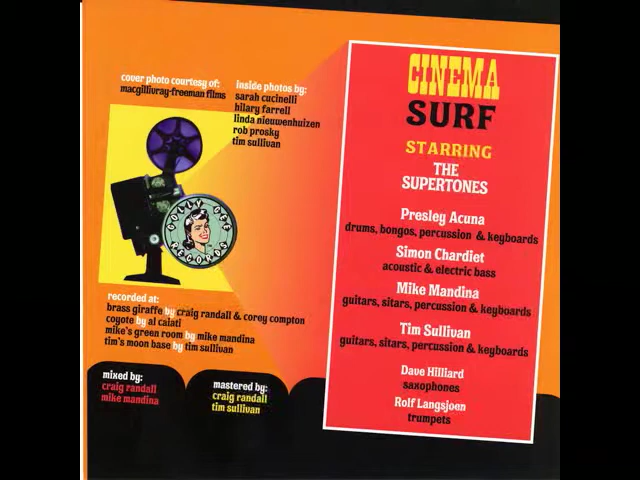 cover photo courtesy of:
macgillivray-freeman films
inside photos by:
sarah cucinelli
hilary farrell
linda nieuwenhuizen
rob prosky
tim sullivan
GOLLY GEE
RECORDS
recorded at:
brass giraffe by craig randall & corey compton
coyote by al caiati
mike's green room by mike mandina
tim's moon base by tim sullivan
mixed by:
craig randall
mike mandina
mastered by:
craig randall
tim sullivan
CINEMA
SURF
STARRING
THE
SUPERTONES
Presley Acuna
drums, bongos, percussion & keyboards
Simon Chardiet
acoustic & electric bass
Mike Mandina
guitars, sitars, percussion & keyboards
Tim Sullivan
guitars, sitars, percussion & keyboards
Dave Hilliard
saxophones
Rolf Langsjoen
trumpets